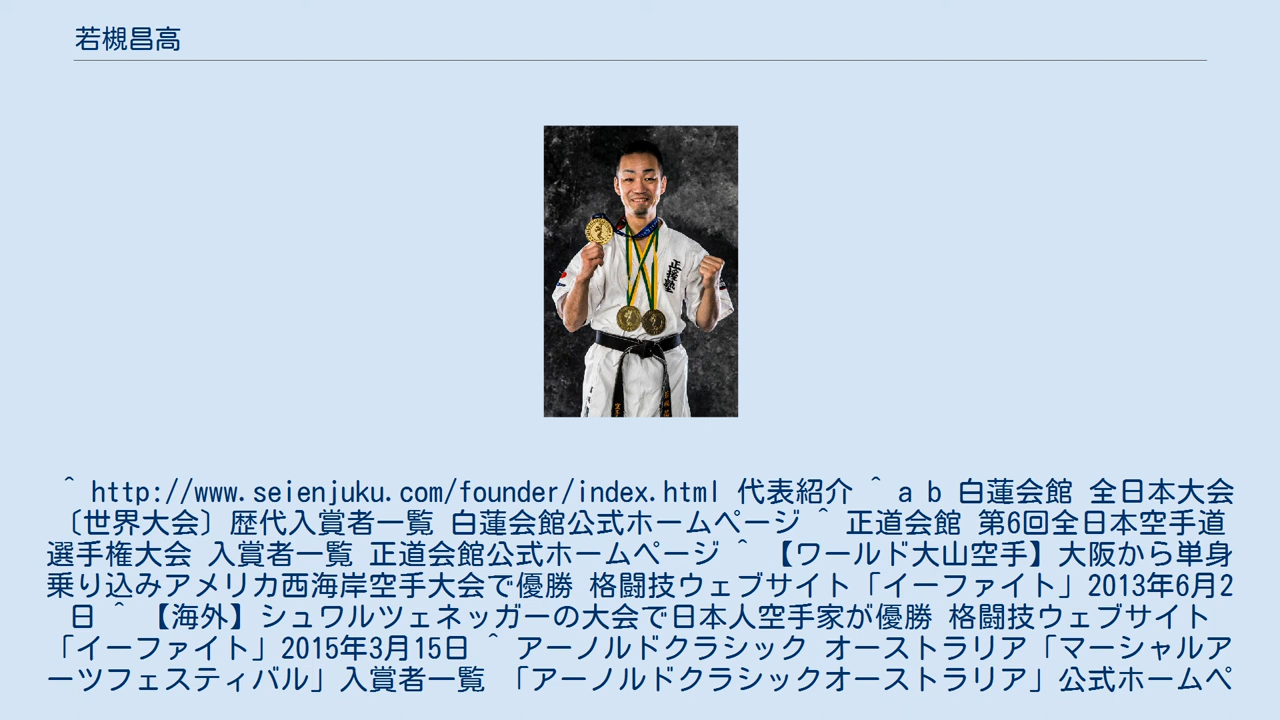 若槻昌高
^ http://www.seienjuku.com/founder/index.html 代表紹介 ^ a b 白蓮会館 全日本大会
〔世界大会〕歴代入賞者一覧 白蓮会館公式ホームページ ^ 正道会館 第6回全日本空手道
選手権大会 入賞者一覧 正道会館公式ホームページ ^ 【ワールド大山空手】大阪から単身
乗り込みアメリカ西海岸空手大会で優勝 格闘技ウェブサイト「イーファイト」2013年6月2
日 ^ 【海外】シュワルツェネッガーの大会で日本人空手家が優勝 格闘技ウェブサイト
「イーファイト」2015年3月15日 ^ アーノルドクラシック オーストラリア「マーシャルア
ーツフェスティバル」入賞者一覧 「アーノルドクラシックオーストラリア」公式ホームペ